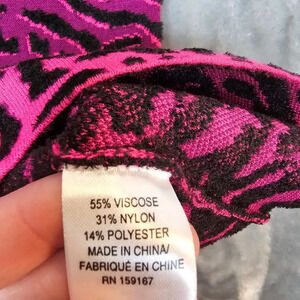 55% VISCOSE
31% NYLON
14% POLYESTER
MADE IN CHINA/
FABRIQUÉ EN CHINE
RN 159167